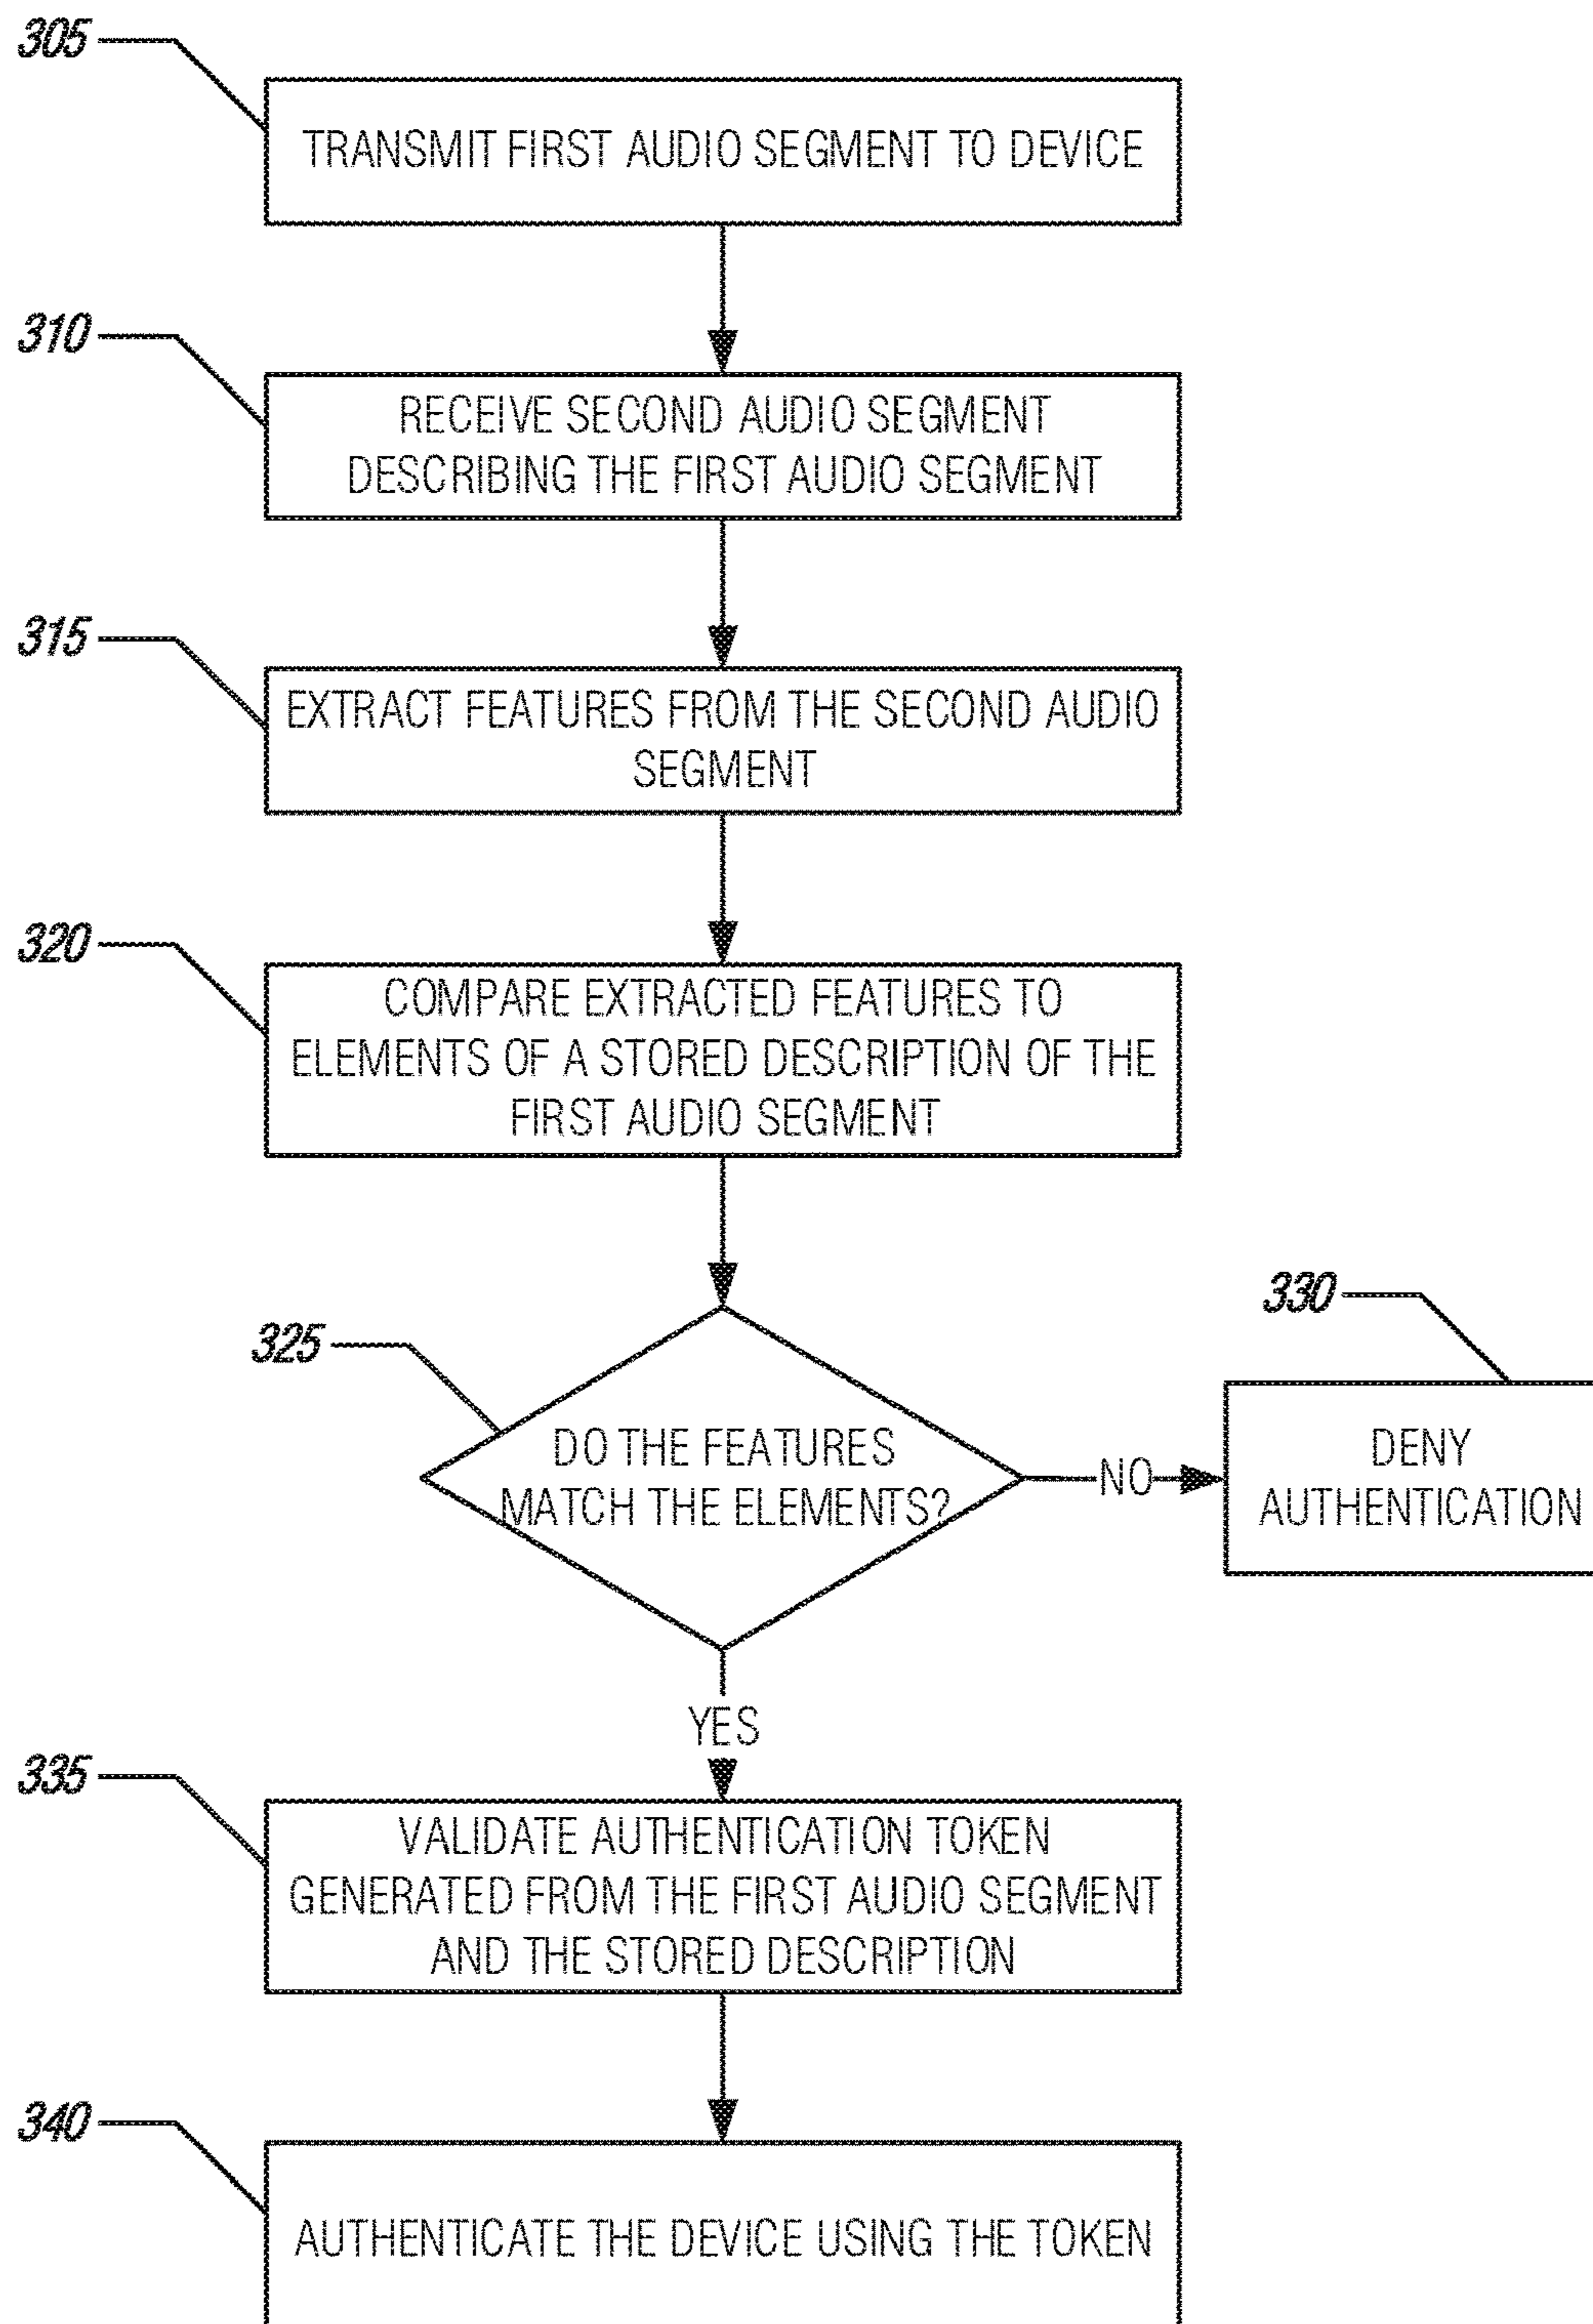 305
TRANSMIT FIRST AUDIO SEGMENT TO DEVICE
310
RECEIVE SECOND AUDIO SEGMENT
DESCRIBING THE FIRST AUDIO SEGMENT
315
EXTRACT FEATURES FROM THE SECOND AUDIO
SEGMENT
320
COMPARE EXTRACTED FEATURES TO
ELEMENTS OF A STORED DESCRIPTION OF THE
FIRST AUDIO SEGMENT
325
DO THE FEATURES
MATCH THE ELEMENTS?
NO
330
DENY
AUTHENTICATION
YES
335
VALIDATE AUTHENTICATION TOKEN
GENERATED FROM THE FIRST AUDIO SEGMENT
AND THE STORED DESCRIPTION
340
AUTHENTICATE THE DEVICE USING THE TOKEN